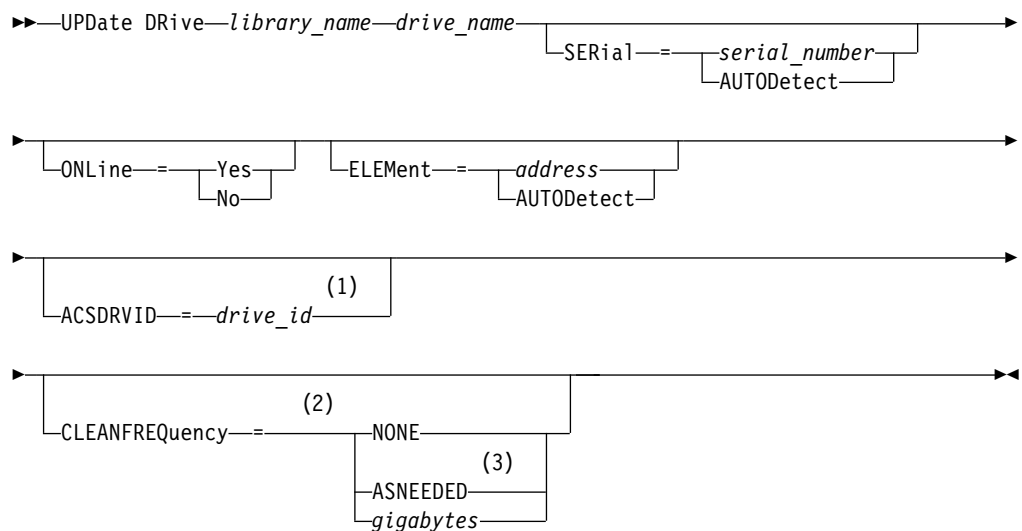 UPDate DRive library_name drive_name
SERial = serial_number
AUTODetect
ONLine = Yes
No
ELEMent = address
AUTODetect
(1)
ACSDRVID = drive_id
(2)
CLEANFREQuency = NONE
(3)
ASNEEDED
gigabytes